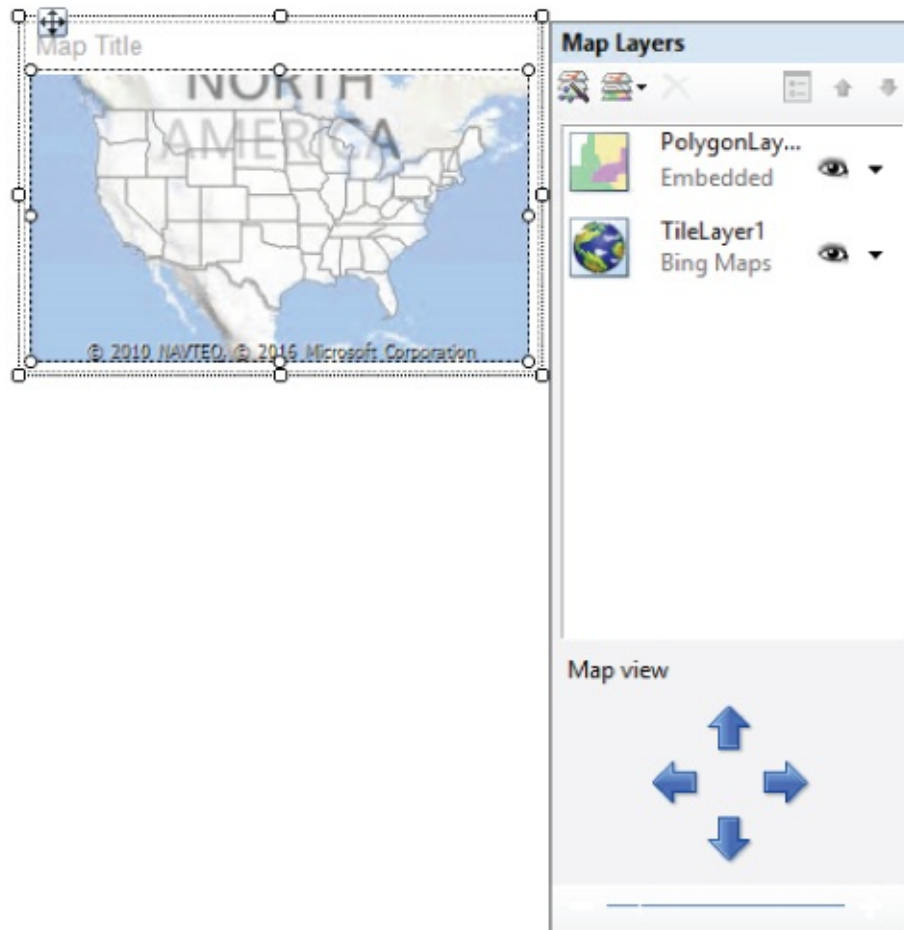 Map Title
NORTH
AMERICA
© 2010 NAVTEQ, © 2016 Microsoft Corporation
Map Layers
PolygonLay...
Embedded
TileLayer1
Bing Maps
Map view